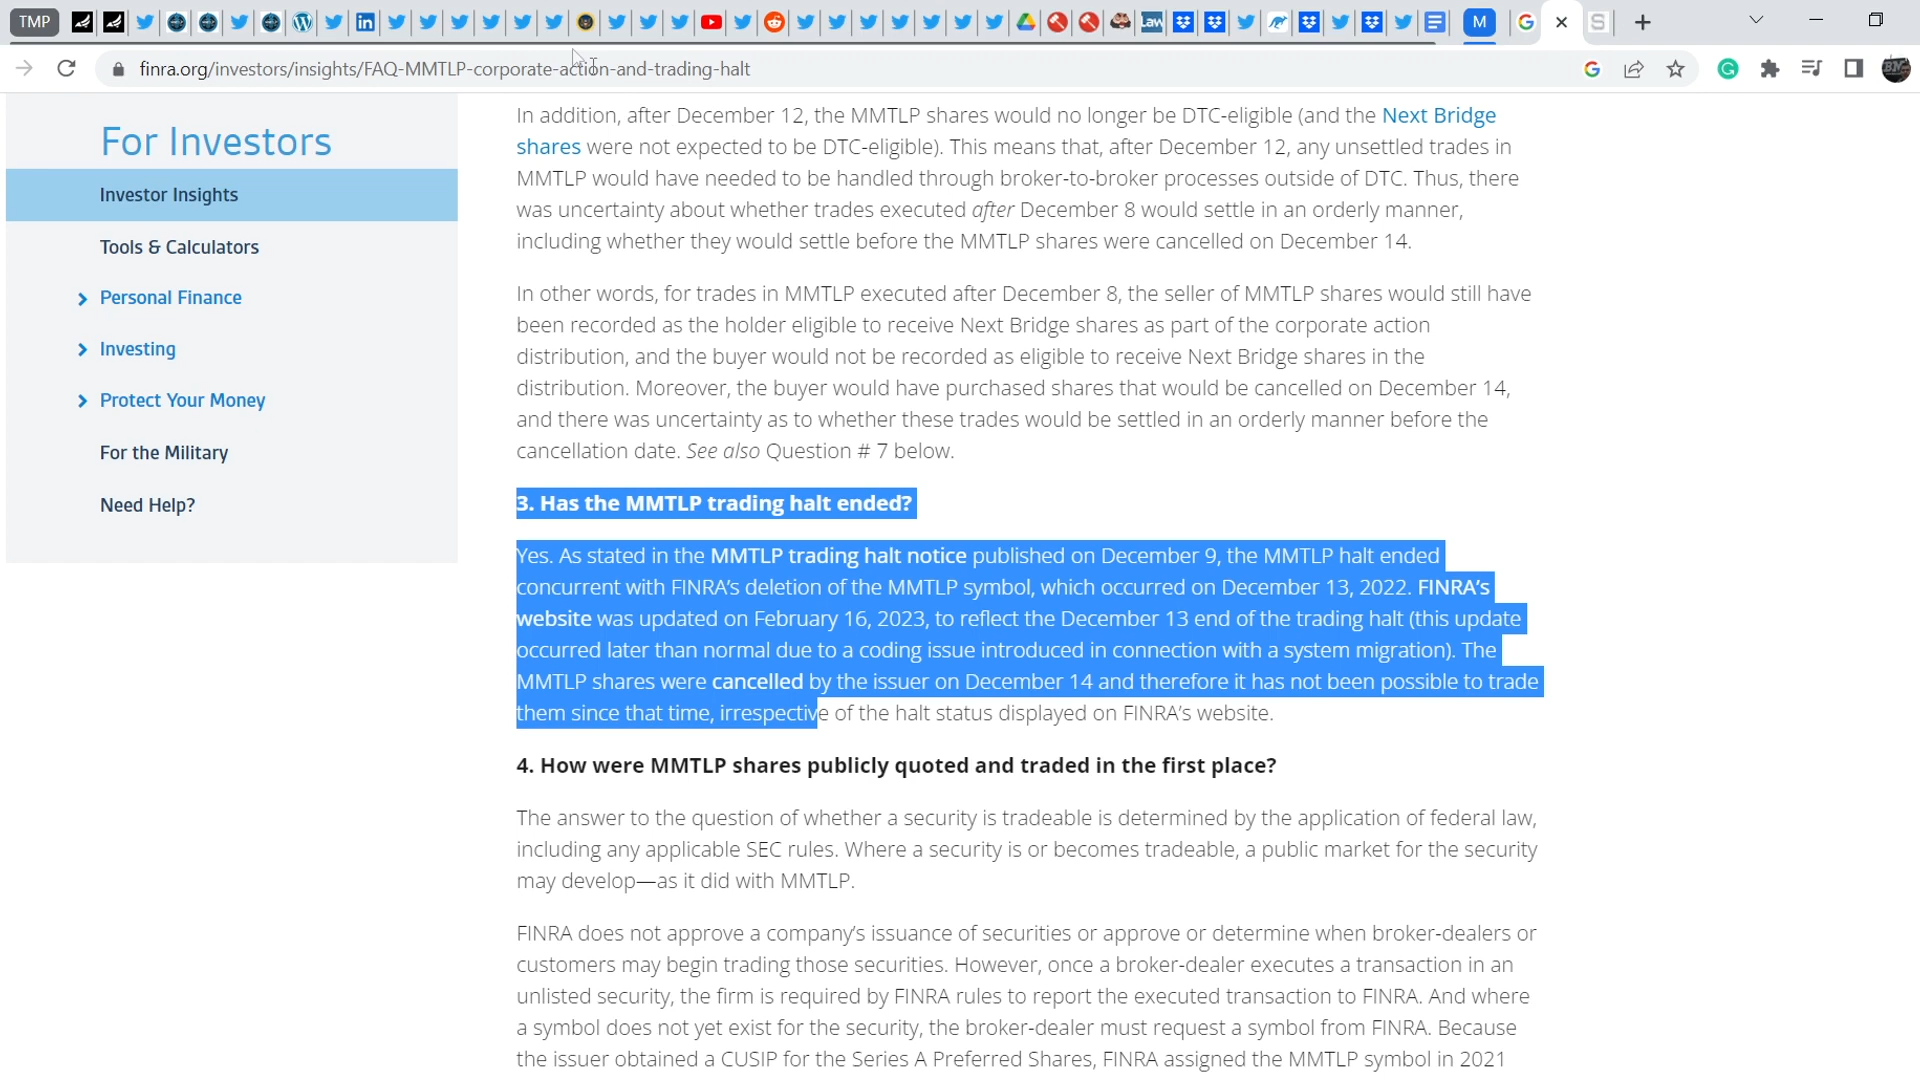 TMP
Law
M
finra.org/investors/insights/FAQ-MMTLP-corporate-action-and-trading-halt
For Investors
Investor Insights
Tools & Calculators
Personal Finance
Investing
Protect Your Money
For the Military
Need Help?
In addition, after December 12, the MMTLP shares would no longer be DTC-eligible (and the Next Bridge
shares were not expected to be DTC-eligible). This means that, after December 12, any unsettled trades in
MMTLP would have needed to be handled through broker-to-broker processes outside of DTC. Thus, there
was uncertainty about whether trades executed after December 8 would settle in an orderly manner,
including whether they would settle before the MMTLP shares were cancelled on December 14.
In other words, for trades in MMTLP executed after December 8, the seller of MMTLP shares would still have
been recorded as the holder eligible to receive Next Bridge shares as part of the corporate action
distribution, and the buyer would not be recorded as eligible to receive Next Bridge shares in the
distribution. Moreover, the buyer would have purchased shares that would be cancelled on December 14,
and there was uncertainty as to whether these trades would be settled in an orderly manner before the
cancellation date. See also Question # 7 below.
3. Has the MMTLP trading halt ended?
Yes. As stated in the MMTLP trading halt notice published on December 9, the MMTLP halt ended
concurrent with FINRA’s deletion of the MMTLP symbol, which occurred on December 13, 2022. FINRA’s
website was updated on February 16, 2023, to reflect the December 13 end of the trading halt (this update
occurred later than normal due to a coding issue introduced in connection with a system migration). The
MMTLP shares were cancelled by the issuer on December 14 and therefore it has not been possible to trade
them since that time, irrespective of the halt status displayed on FINRA’s website.
4. How were MMTLP shares publicly quoted and traded in the first place?
The answer to the question of whether a security is tradeable is determined by the application of federal law,
including any applicable SEC rules. Where a security is or becomes tradeable, a public market for the security
may develop—as it did with MMTLP.
FINRA does not approve a company’s issuance of securities or approve or determine when broker-dealers or
customers may begin trading those securities. However, once a broker-dealer executes a transaction in an
unlisted security, the firm is required by FINRA rules to report the executed transaction to FINRA. And where
a symbol does not yet exist for the security, the broker-dealer must request a symbol from FINRA. Because
the issuer obtained a CUSIP for the Series A Preferred Shares, FINRA assigned the MMTLP symbol in 2021